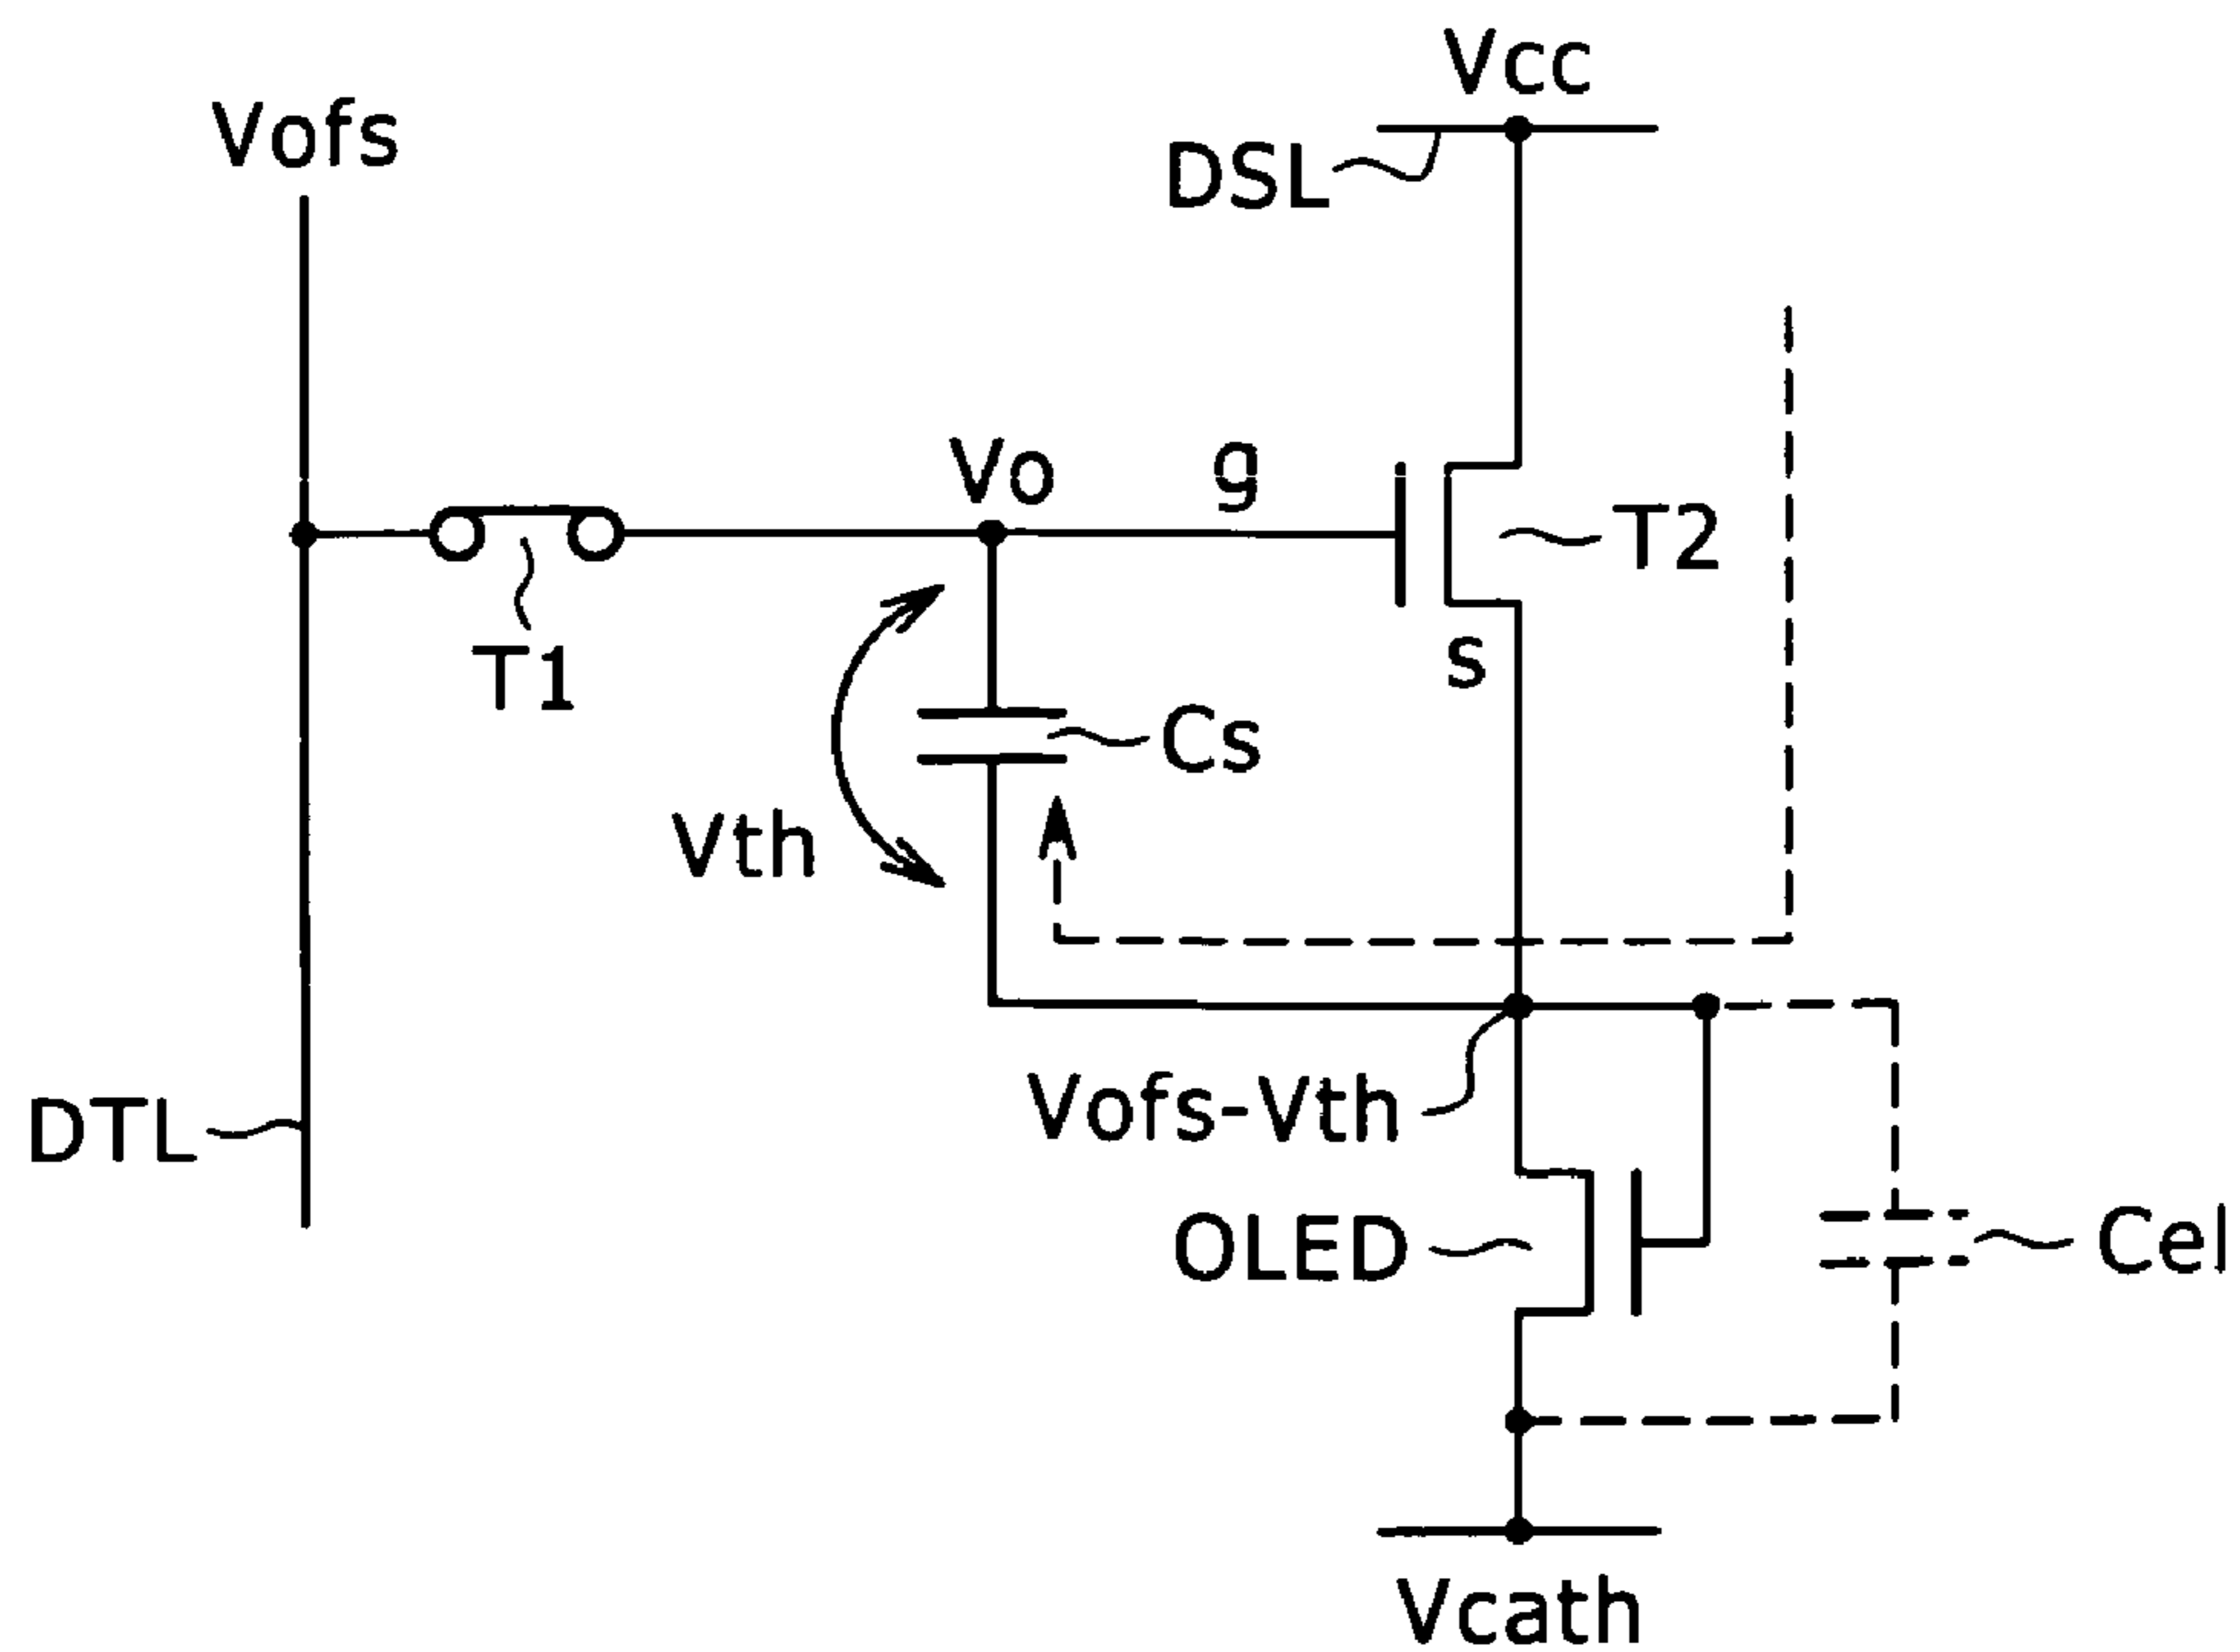 Vcc
Vofs
DSL
Vo
g
T2
s
T1
Cs
Vth
Vofs-Vth
DTL
OLED
Cel
Vcath